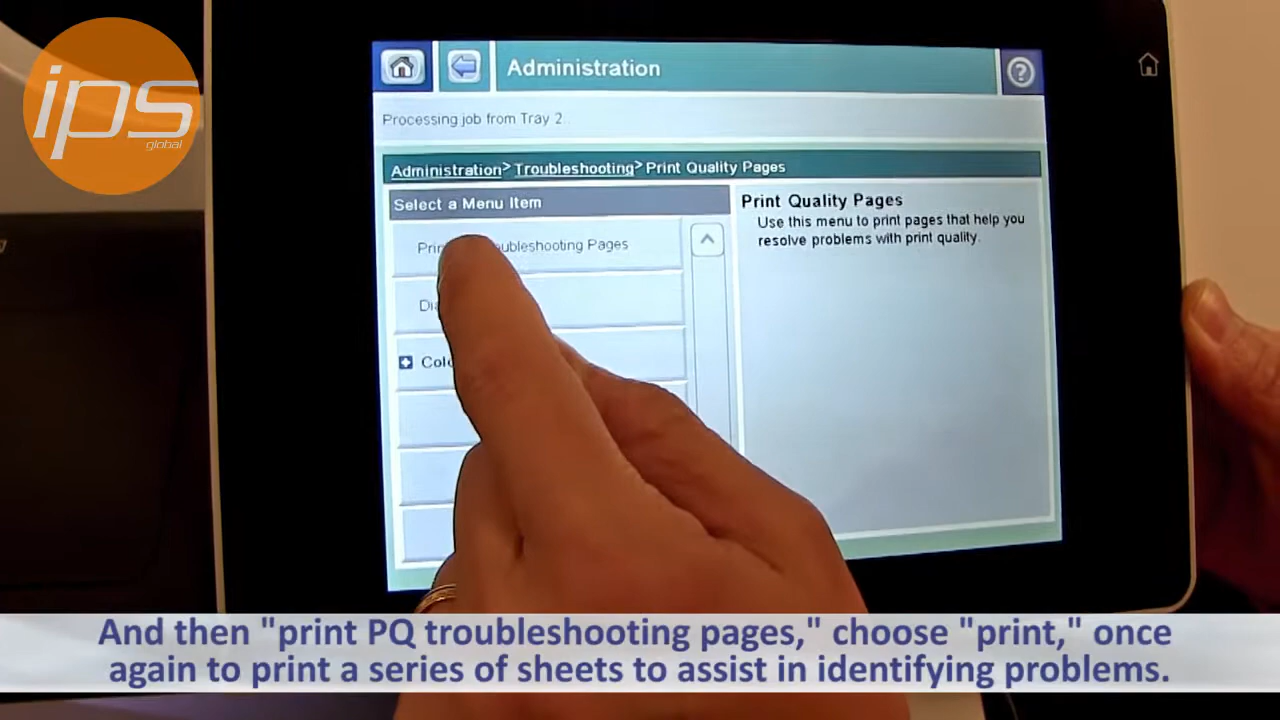 ips
global
Administration
Processing job from Tray 2..
Administration> Troubleshooting> Print Quality Pages
Select a Menu Item
Print Quality Pages
Use this menu to print pages that help you
resolve problems with print quality.
Troubleshooting Pages
And then "print PQ troubleshooting pages," choose "print," once
again to print a series of sheets to assist in identifying problems.